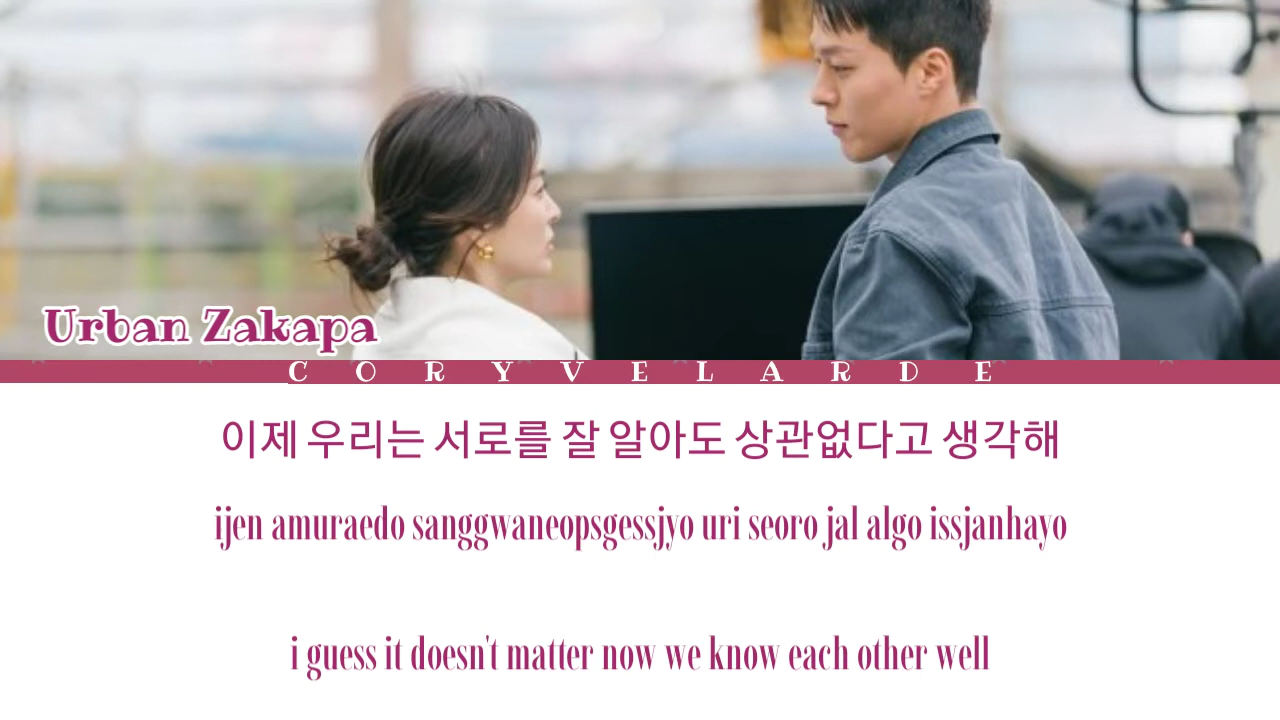 Urban Zakapa
CORY VELARDE
이제 우리는 서로를 잘 알아도 상관없다고 생각해
ijen amuraedo sanggwaneopsgessjyo uri seoro jal algo issjanhayo
i guess it doesn't matter now we know each other well